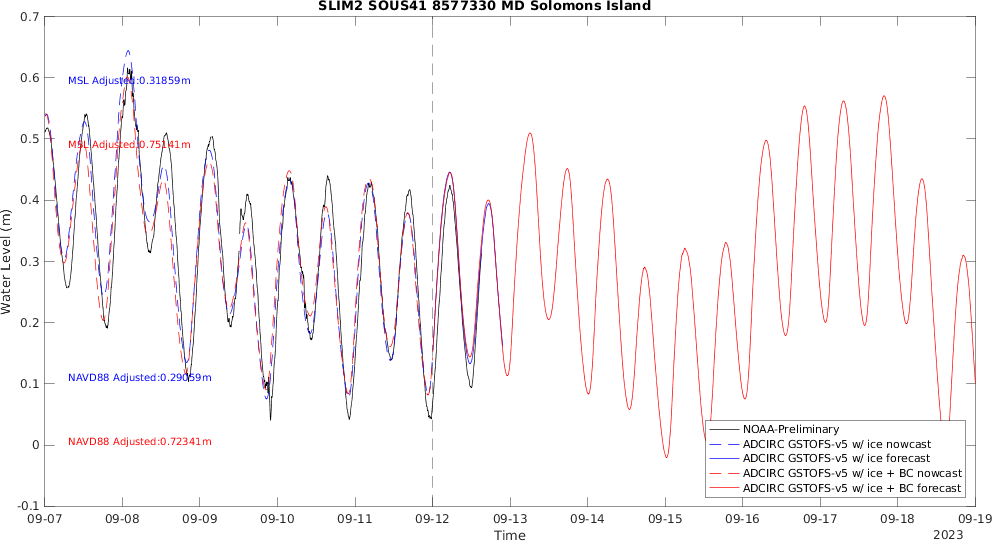 SLIM2 SOUS41 8577330 MD Solomons Island
0.7
0.6
0.5
0.4
0.3
0.2
0.1
0
-0.1
Water Level (m)
MSL Adjusted:0.31859m
MSL Adjusted:0.75141m
NAVD88 Adjusted:0.29059m
NAVD88 Adjusted:0.72341m
NOAA-Preliminary
ADCIRC GSTOFS-v5 w/ ice nowcast
ADCIRC GSTOFS-v5 w/ ice forecast
ADCIRC GSTOFS-v5 w/ ice + BC nowcast
ADCIRC GSTOFS-v5 w/ ice + BC forecast
09-07 09-08 09-09 09-10 09-11 09-12 09-13 09-14 09-15 09-16 09-17 09-18 09-19
Time
2023